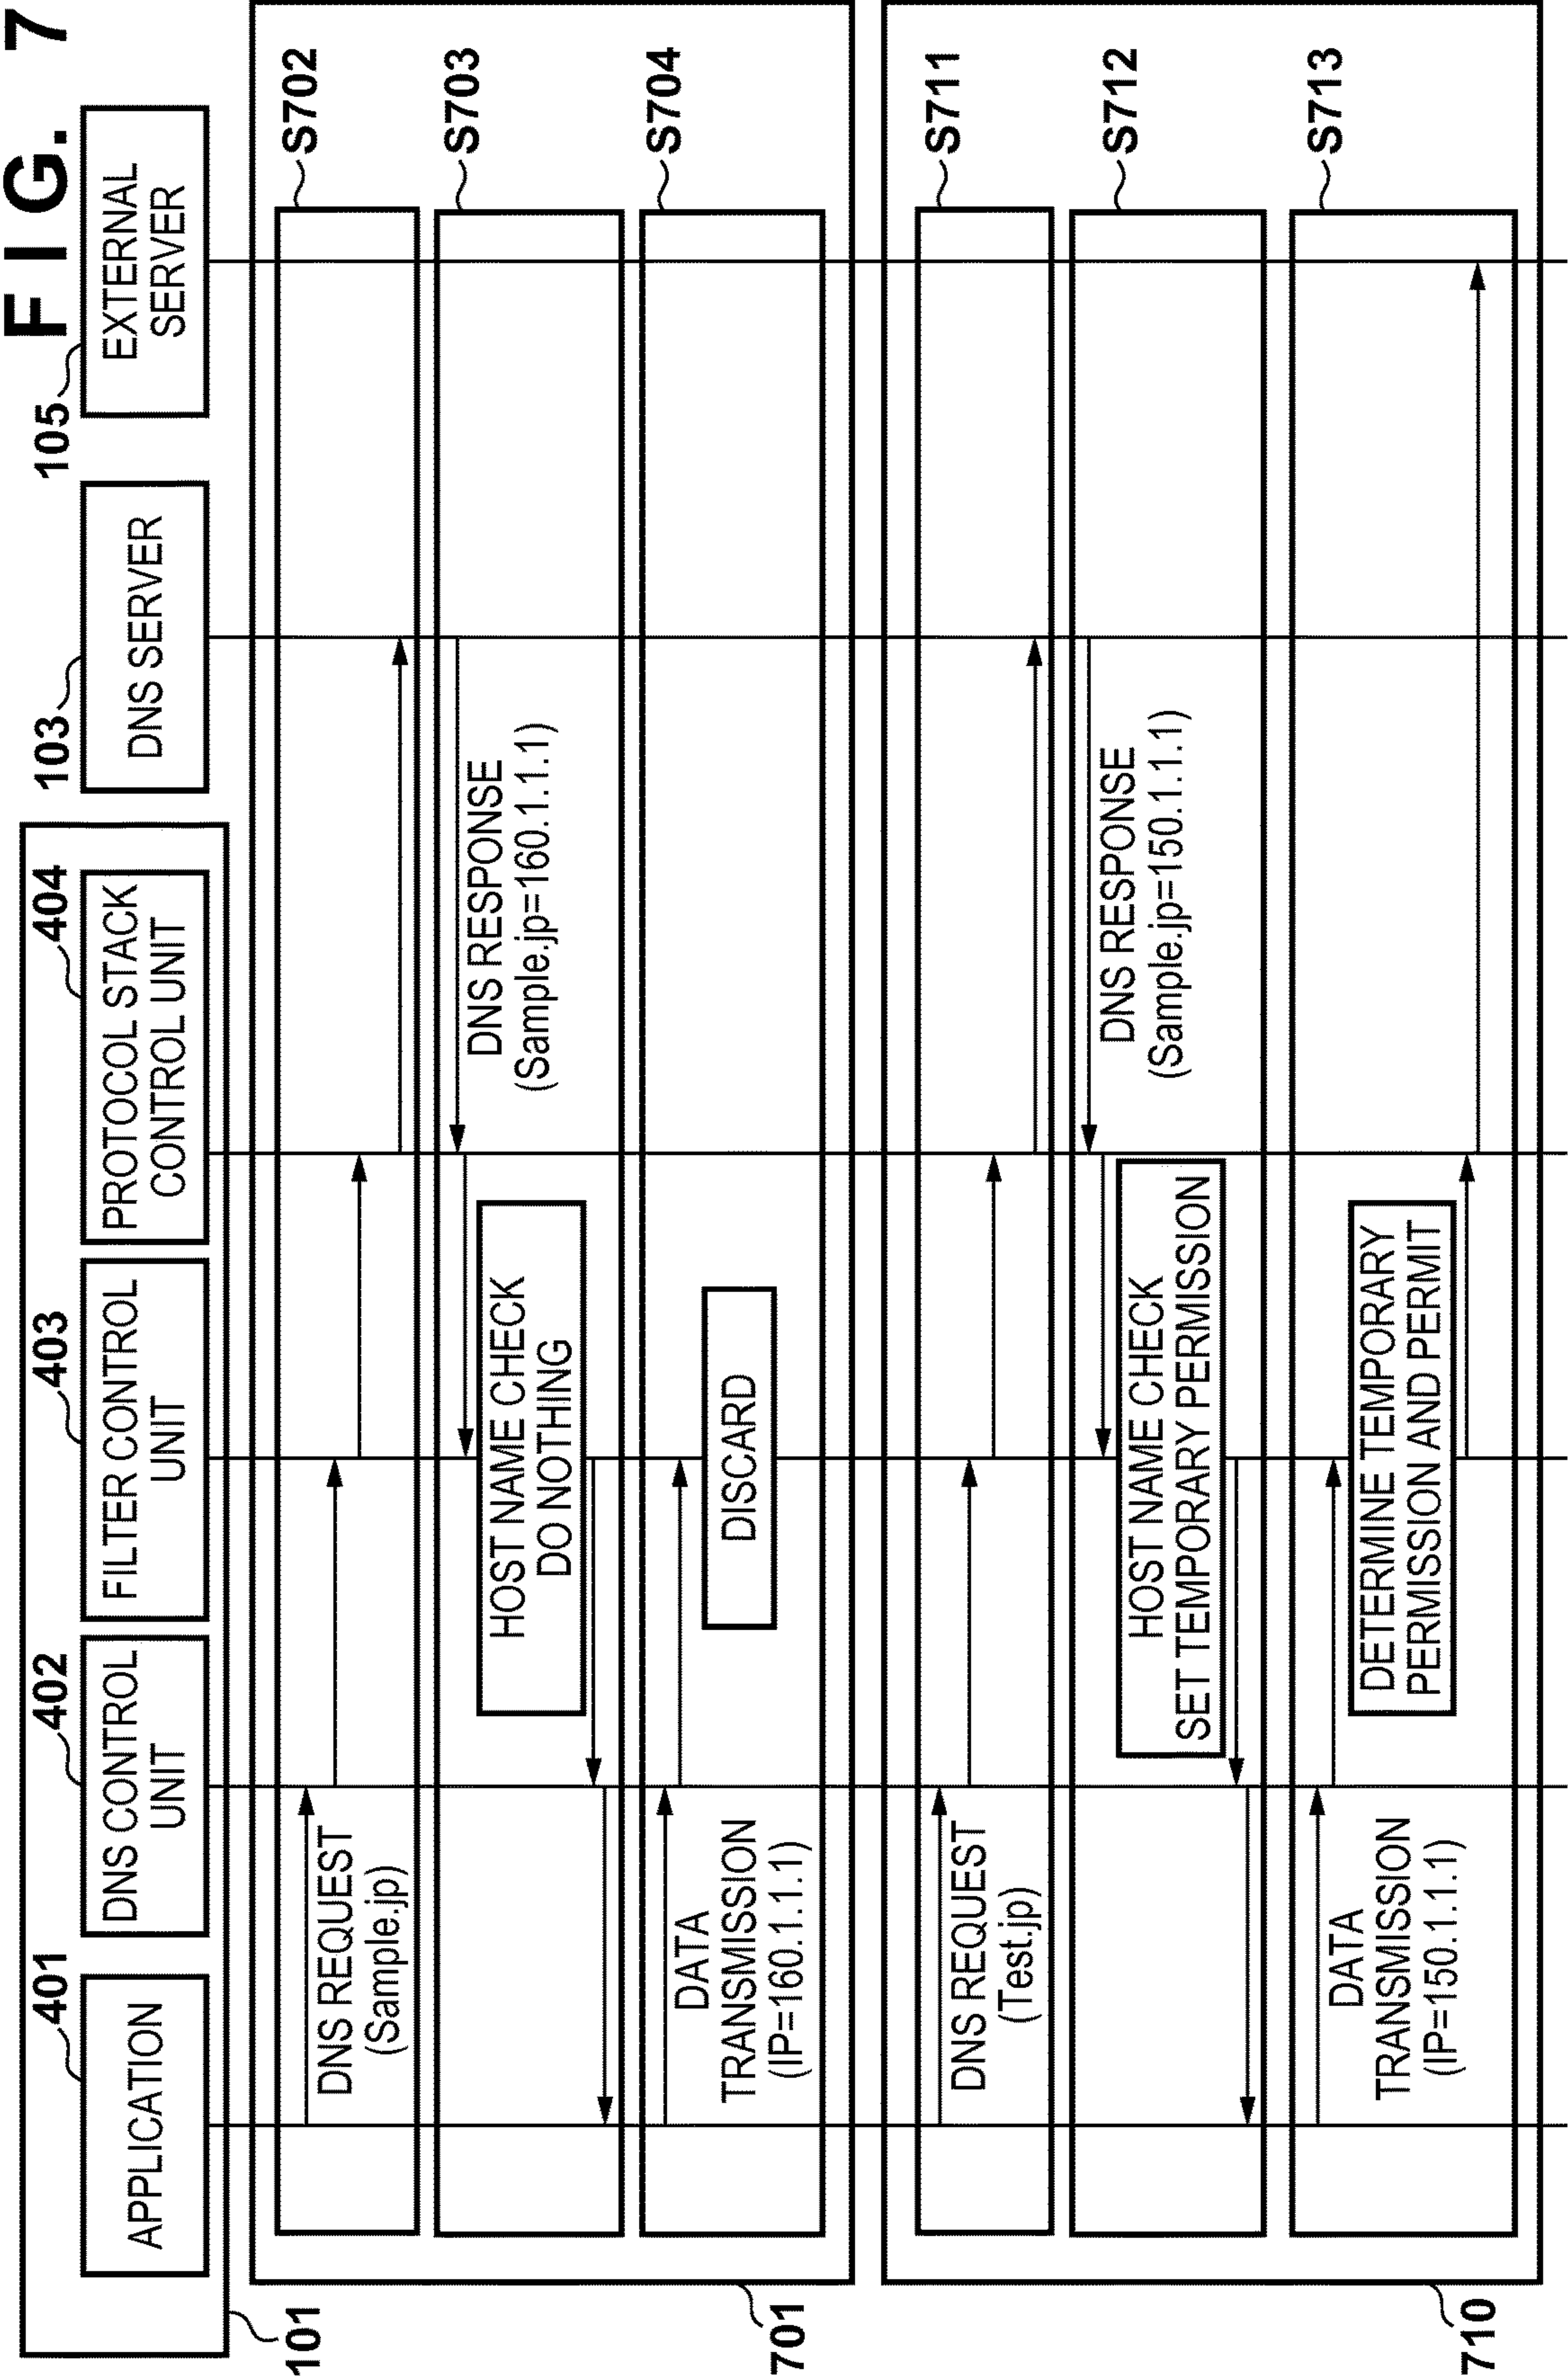 FIG. 7
101
401
APPLICATION
402
DNS CONTROL
UNIT
403
FILTER CONTROL
UNIT
404
PROTOCOL STACK
CONTROL UNIT
103
DNS SERVER
105
EXTERNAL
SERVER
701
S702
DNS REQUEST
(Sample.jp)
S703
DNS RESPONSE
(Sample.jp=160.1.1.1)
HOST NAME CHECK
DO NOTHING
S704
DATA
TRANSMISSION
(IP=160.1.1.1)
DISCARD
710
S711
DNS REQUEST
(Test.jp)
S712
DNS RESPONSE
(Sample.jp=150.1.1.1)
HOST NAME CHECK
SET TEMPORARY PERMISSION
S713
DATA
TRANSMISSION
(IP=150.1.1.1)
DETERMINE TEMPORARY
PERMISSION AND PERMIT